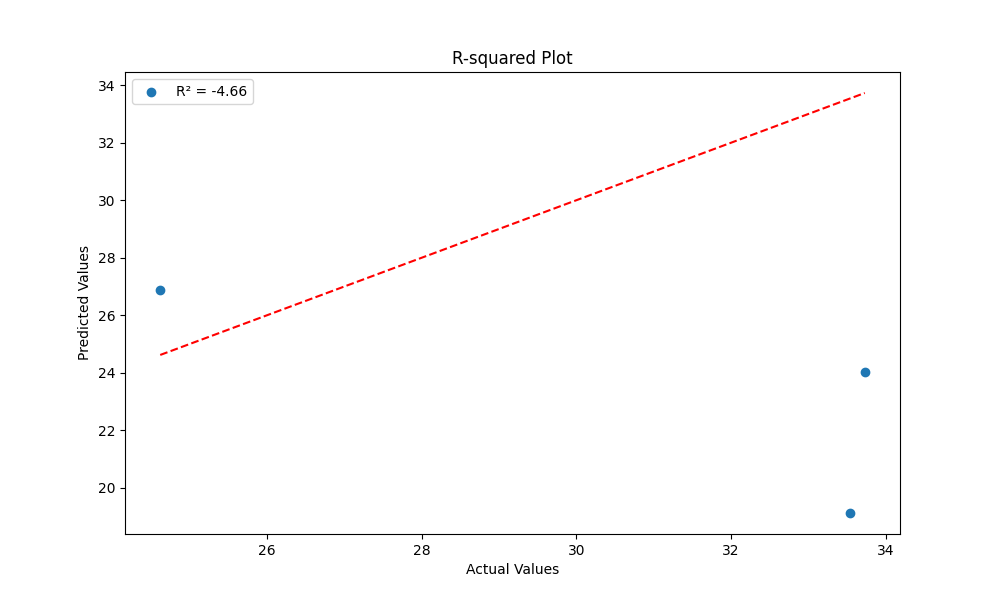 R-squared Plot
R² = -4.66
Predicted Values
34
32
30
28
26
24
22
20
26 28 30 32 34
Actual Values